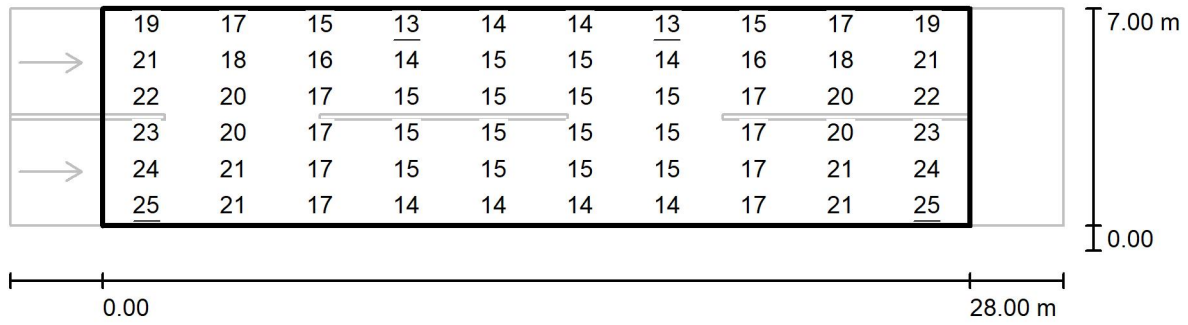 19 17 15 13 14 14 13 15 17 19
7.00 m
21 18 16 14 15 15 14 16 18 21
22 20 17 15 15 15 15 17 20 22
23 20 17 15 15 15 15 17 20 23
24 21 17 15 15 15 15 17 21 24
25 21 17 14 14 14 14 17 21 25
0.00
0.00 28.00 m